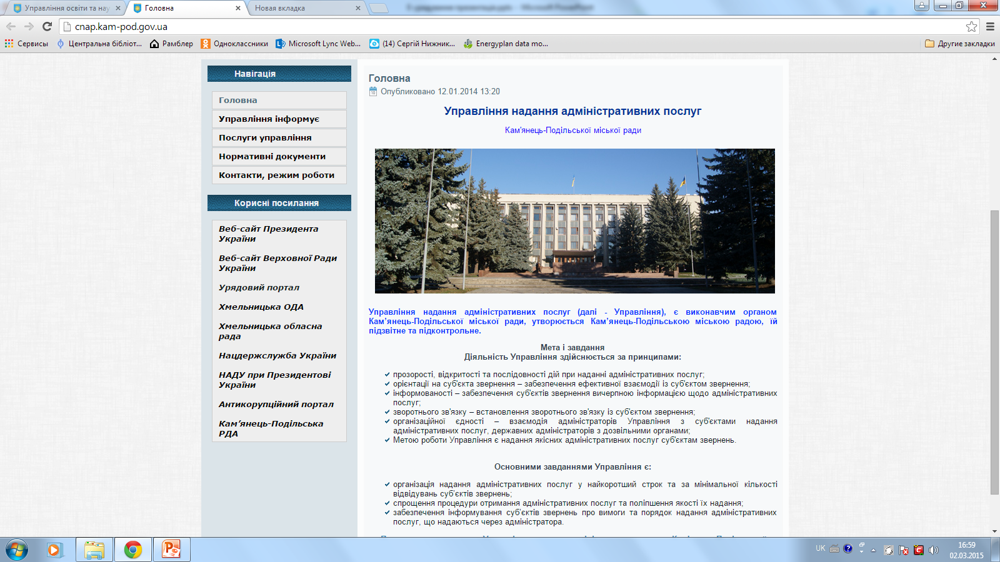 Управління освіти та нау
Головна
Новая вкладка
cnap.kam-pod.gov.ua
Сервисы
Центральна бібліот...
Рамблер
Одноклассники
Microsoft Lync Web...
(14) Сергій Нижник...
Energyplan data mo...
Другие закладки
Навігація
Головна
Управління інформує
Послуги управління
Нормативні документи
Контакти, режим роботи
Корисні посилання
Веб-сайт Президента
України
Веб-сайт Верховної Ради
України
Урядовий портал
Хмельницька ОДА
Хмельницька обласна
рада
Нацдержслужба України
НАДУ при Президентові
України
Антикорупційний портал
Кам’янець-Подільська
РДА
Головна
Опубликовано 12.01.2014 13:20
Управління надання адміністративних послуг
Кам'янець-Подільської міської ради
Управління надання адміністративних послуг (далі - Управління), є виконавчим органом
Кам’янець-Подільської міської ради, утворюється Кам’янець-Подільською міською радою, їй
підзвітне та підконтрольне.
Мета і завдання
Діяльність Управління здійснюється за принципами:
прозорості, відкритості та послідовності дій при наданні адміністративних послуг;
орієнтації на суб'єкта звернення – забезпечення ефективної взаємодії із суб'єктом звернення;
інформованості – забезпечення суб'єктів звернення вичерпною інформацією щодо адміністративних
послуг;
зворотнього зв'язку – встановлення зворотнього зв'язку із суб'єктом звернення;
організаційної єдності – взаємодія адміністраторів Управління з суб'єктами надання
адміністративних послуг, державних адміністраторів з дозвільними органами;
Метою роботи Управління є надання якісних адміністративних послуг суб'єктам звернень.
Основними завданнями Управління є:
організація надання адміністративних послуг у найкоротший строк та за мінімальної кількості
відвідувань суб’єктів звернень;
спрощення процедури отримання адміністративних послуг та поліпшення якості їх надання;
забезпечення інформування суб’єктів звернень про вимоги та порядок надання адміністративних
послуг, що надаються через адміністратора.
UK
16:59
02.03.2015